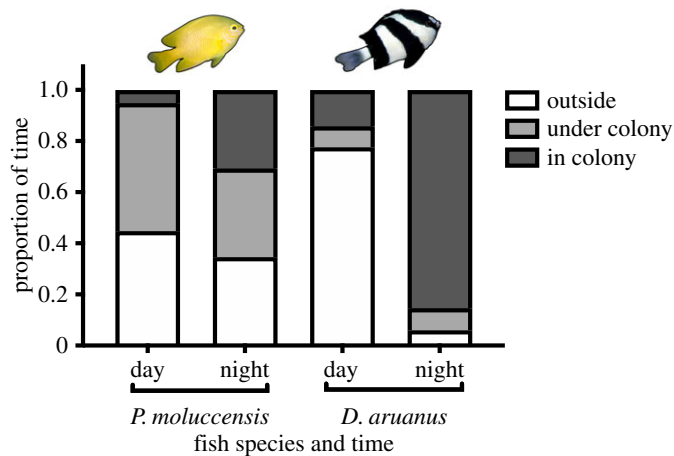 1.0
0.8
0.6
0.4
0.2
0
proportion of time
outside
under colony
in colony
day night day night
P. moluccensis D. aruanus
fish species and time